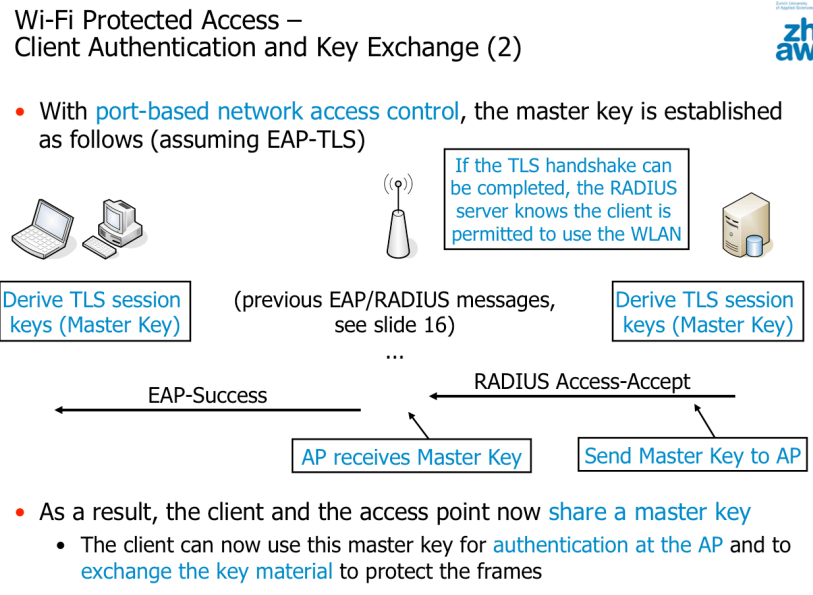 Zurich University
of Applied Sciences
zh
aw
Wi-Fi Protected Access –
Client Authentication and Key Exchange (2)
• With port-based network access control, the master key is established
as follows (assuming EAP-TLS)
If the TLS handshake can
be completed, the RADIUS
server knows the client is
permitted to use the WLAN
Derive TLS session
keys (Master Key)
(previous EAP/RADIUS messages,
see slide 16)
...
Derive TLS session
keys (Master Key)
EAP-Success
RADIUS Access-Accept
AP receives Master Key
Send Master Key to AP
• As a result, the client and the access point now share a master key
• The client can now use this master key for authentication at the AP and to
exchange the key material to protect the frames